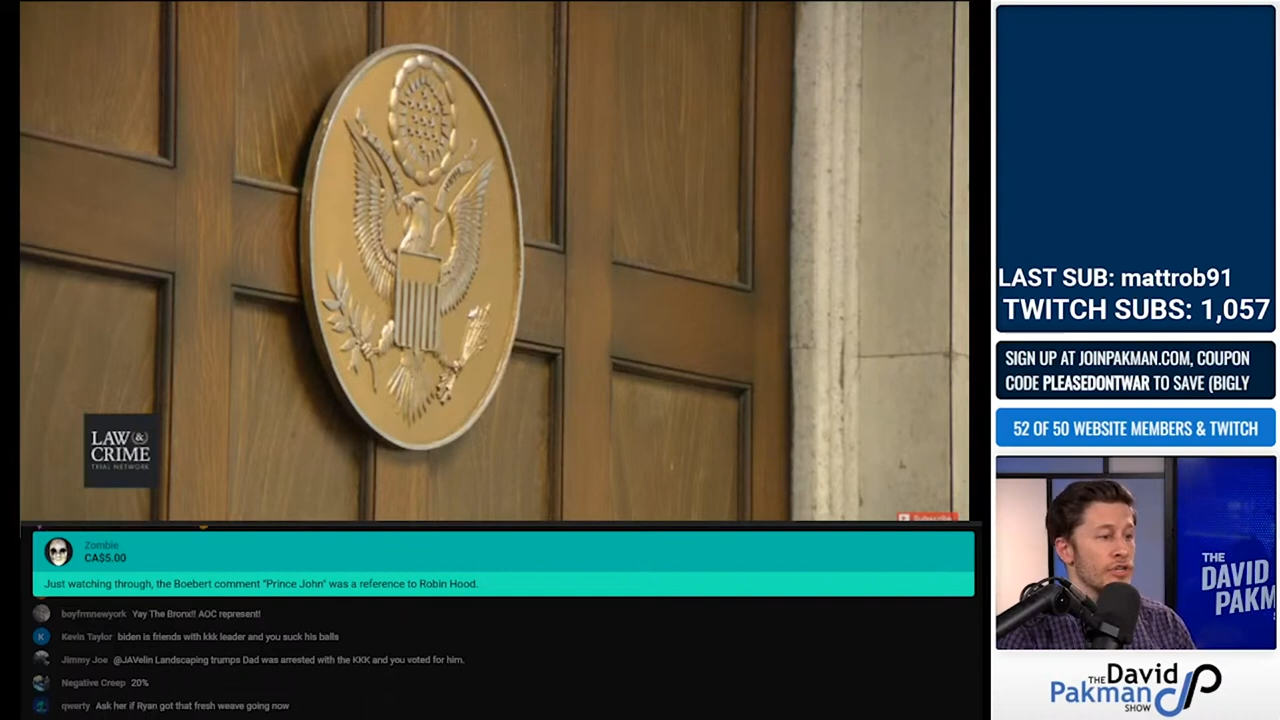 LAW & CRIME
TRIAL NETWORK
Subscribe
Zombie
CA$5.00
Just watching through, the Boebert comment "Prince John" was a reference to Robin Hood.
boyfrmnewyork Yay The Bronx!! AOC represent!
K Kevin Taylor biden is friends with kkk leader and you suck his balls
Jimmy Joe @JAVelin Landscaping trumps Dad was arrested with the KKK and you voted for him.
Negative Creep 20%
qwerty Ask her if Ryan got that fresh weave going now
LAST SUB: mattrob91
TWITCH SUBS: 1,057
SIGN UP AT JOINPAKMAN.COM, COUPON
CODE PLEASEDONTWAR TO SAVE (BIGLY
52 OF 50 WEBSITE MEMBERS & TWITCH
THE
DAVID
PAKM
THE David
Pakman
SHOW